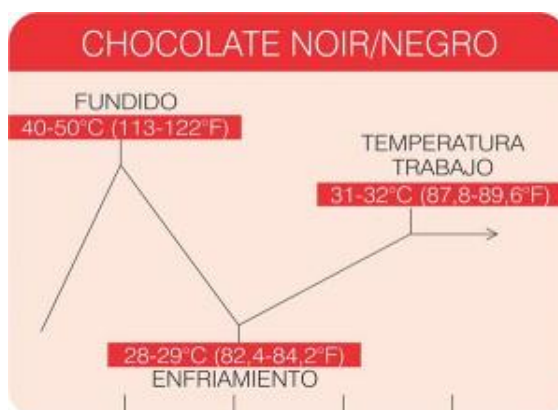 CHOCOLATE NOIR/NEGRO
FUNDIDO
40-50°C (113-122°F)
TEMPERATURA
TRABAJO
31-32°C (87,8-89,6°F)
28-29°C (82,4-84,2°F)
ENFRIAMIENTO